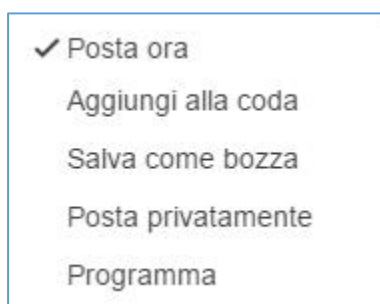 Posta ora
Aggiungi alla coda
Salva come bozza
Posta privatamente
Programma